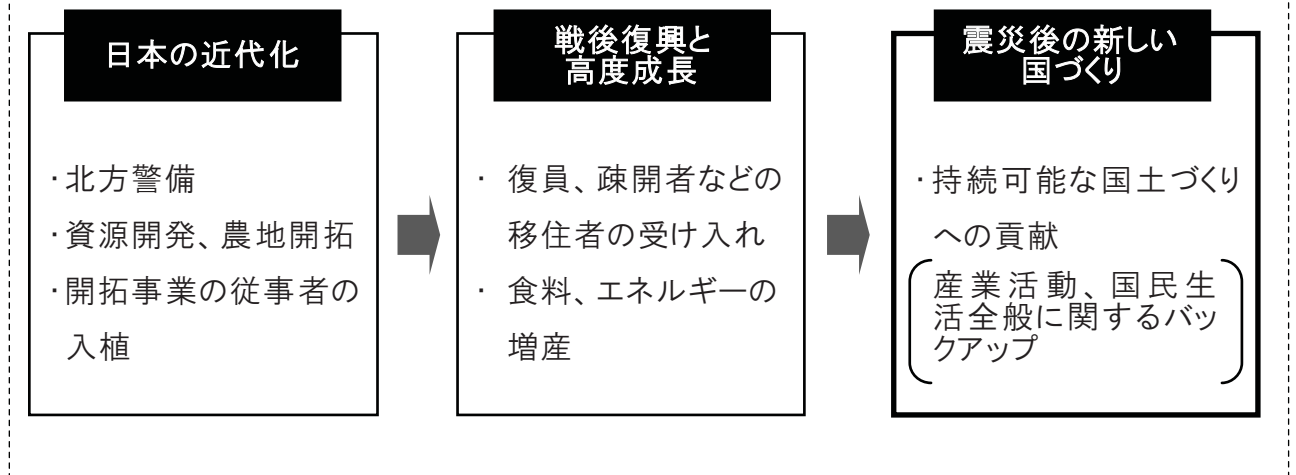 日本の近代化
・北方警備
・資源開発、農地開拓
・開拓事業の従事者の
入植
戦後復興と
高度成長
・ 復員、疎開者などの
移住者の受け入れ
・ 食料、エネルギーの
増産
震災後の新しい
国づくり
・持続可能な国土づくり
への貢献
産業活動、国民生
活全般に関するバッ
クアップ